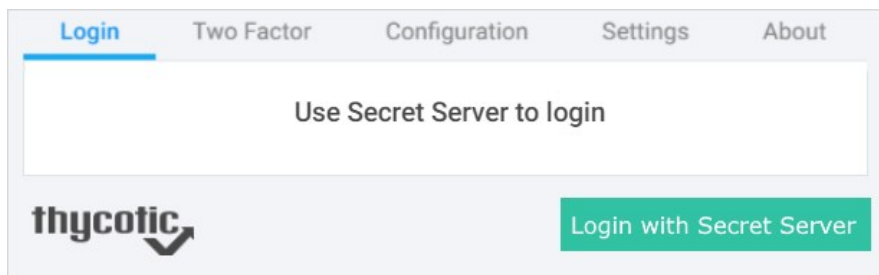 Login Two Factor Configuration Settings About
Use Secret Server to login
thycotic
Login with Secret Server